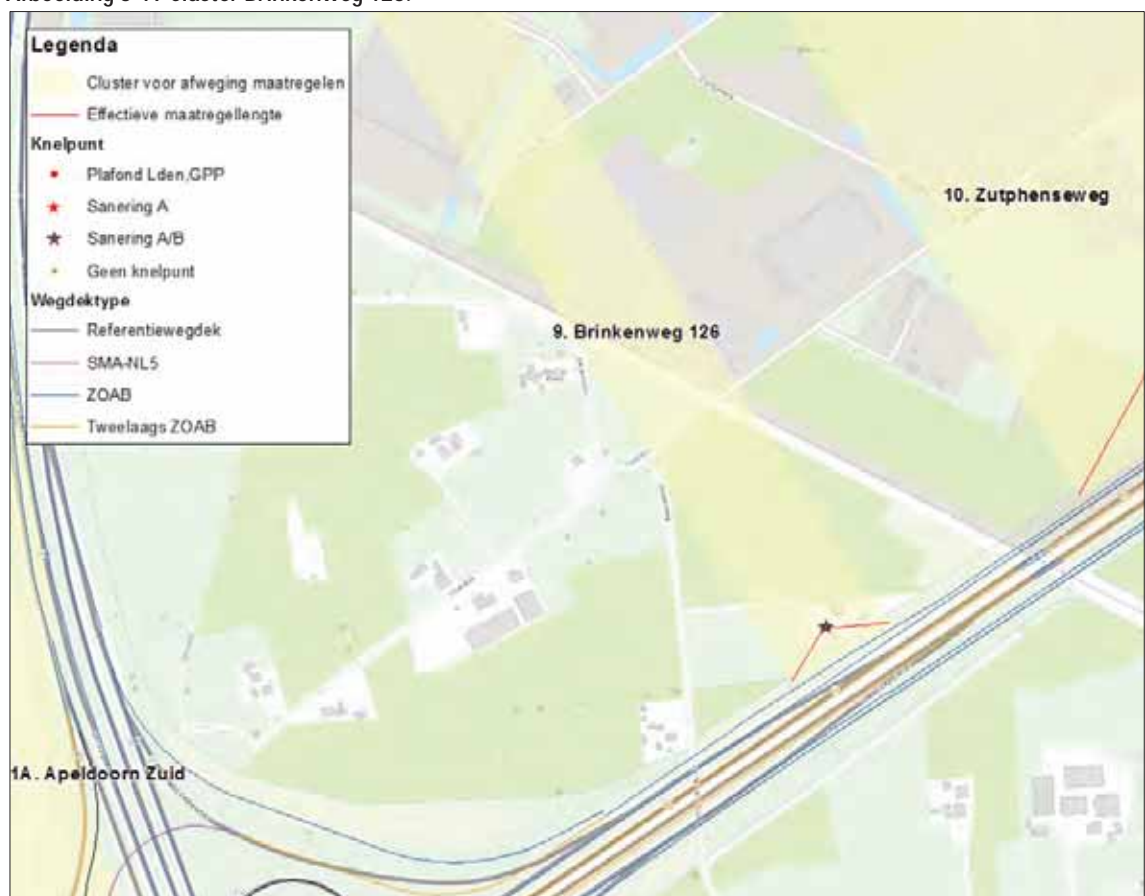 Legenda
Cluster voor afweging maatregelen
Effectieve maatregellengte
Knelpunt
Plafond Lden,GPP
Sanering A
Sanering A/B
Geen knelpunt
Wegdektype
Referentiewegdek
SMA-NL5
ZOAB
Tweelaags ZOAB
10. Zutphenseweg
9. Brinkenweg 126
1A. Apeldoorn Zuid